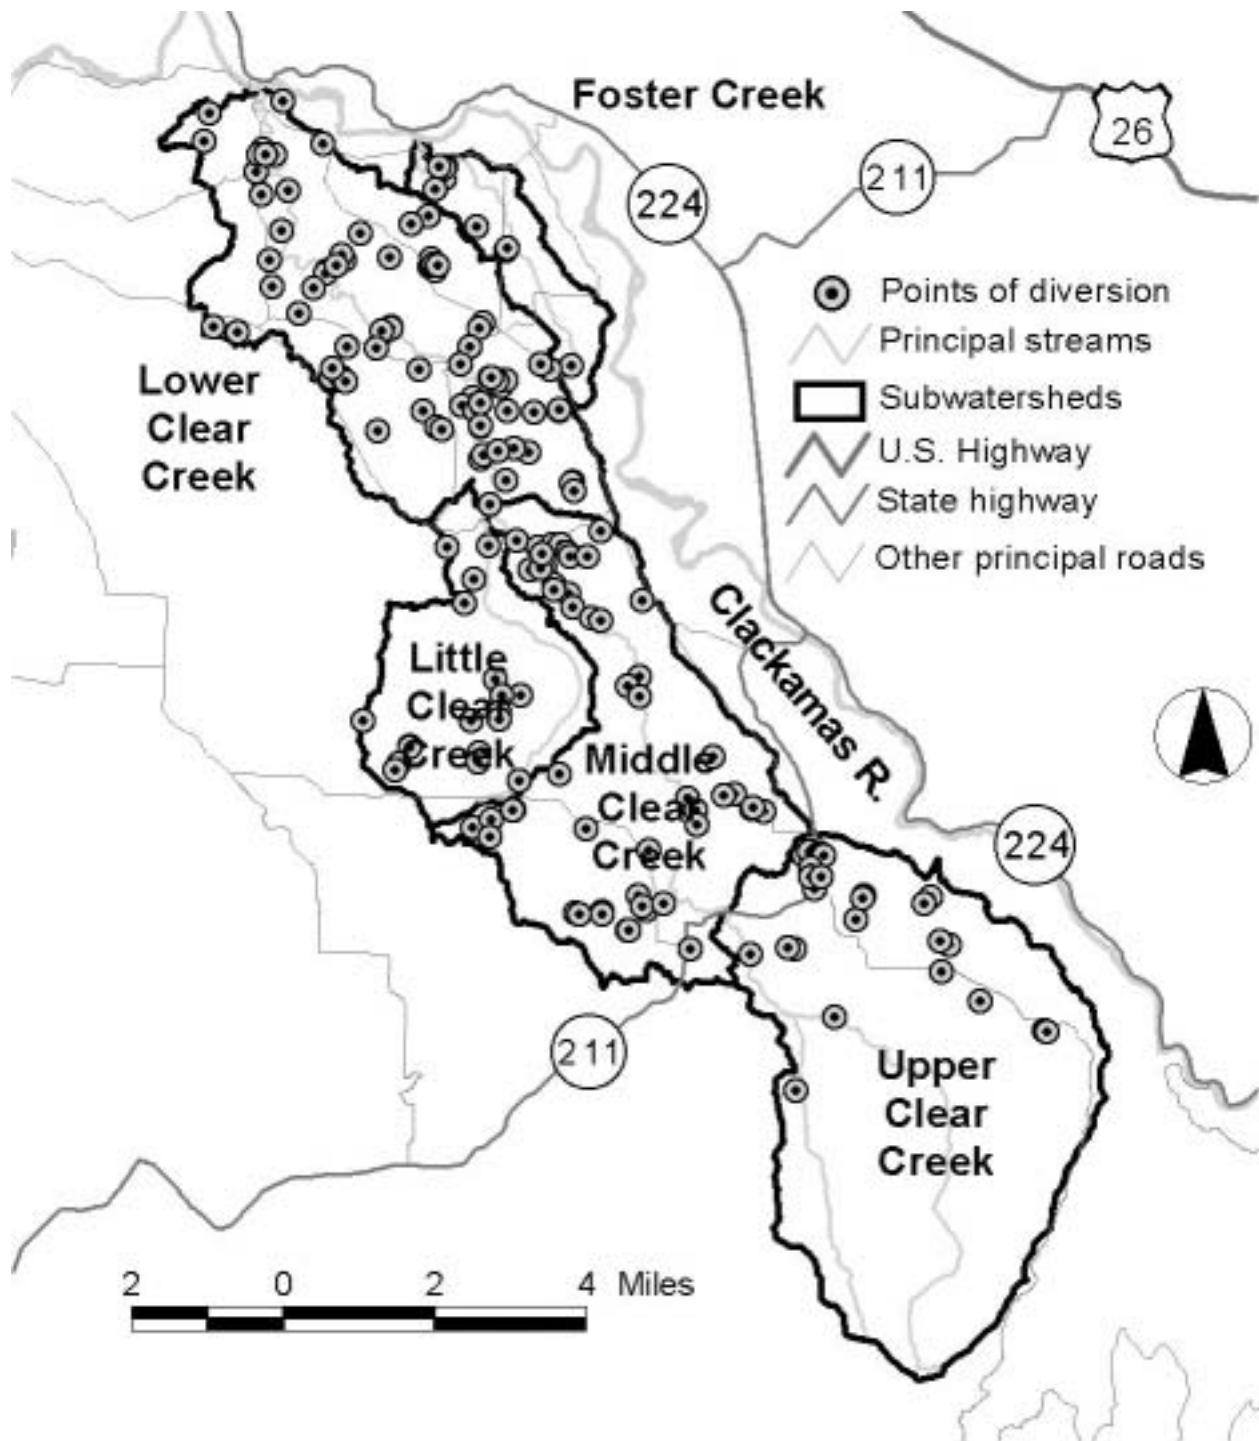 Foster Creek
26
211
224
Points of diversion
Principal streams
Subwatersheds
U.S. Highway
State highway
Other principal roads
Lower
Clear
Creek
Clackamas R.
Little
Clear
Creek
Middle
Clear
Creek
224
211
Upper
Clear
Creek
2 0 2 4 Miles